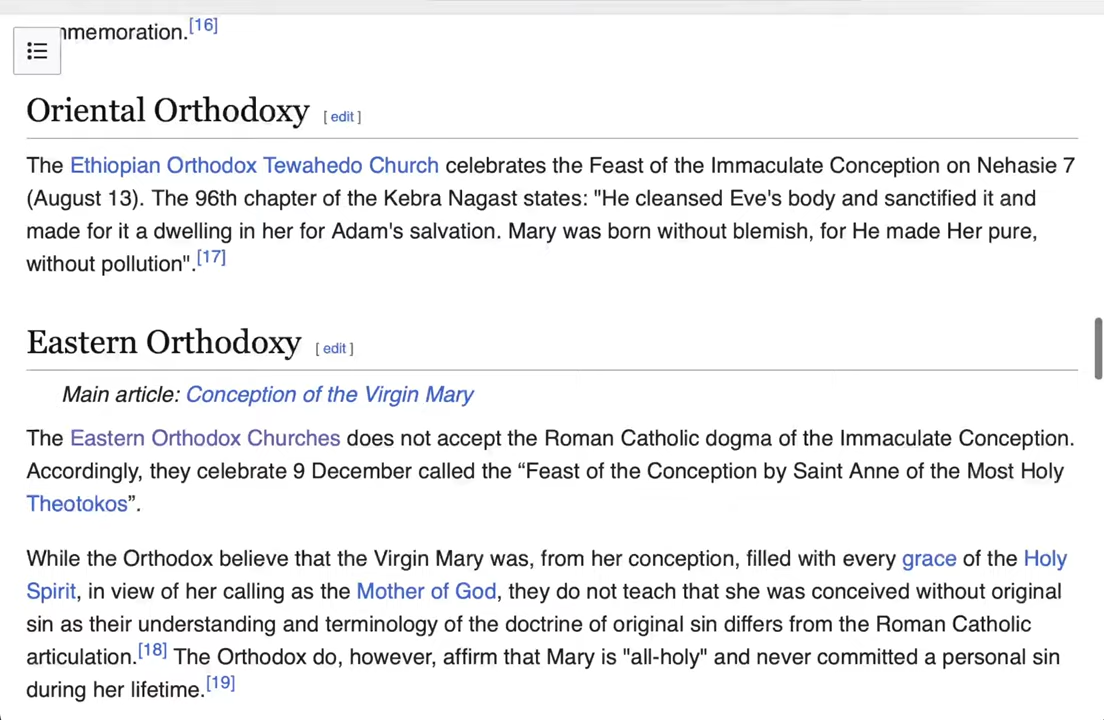 mmemoration.[16]
Oriental Orthodoxy [ edit ]
The Ethiopian Orthodox Tewahedo Church celebrates the Feast of the Immaculate Conception on Nehasie 7
(August 13). The 96th chapter of the Kebra Nagast states: "He cleansed Eve's body and sanctified it and
made for it a dwelling in her for Adam's salvation. Mary was born without blemish, for He made Her pure,
without pollution".[17]
Eastern Orthodoxy [ edit ]
Main article: Conception of the Virgin Mary
The Eastern Orthodox Churches does not accept the Roman Catholic dogma of the Immaculate Conception.
Accordingly, they celebrate 9 December called the “Feast of the Conception by Saint Anne of the Most Holy
Theotokos”.
While the Orthodox believe that the Virgin Mary was, from her conception, filled with every grace of the Holy
Spirit, in view of her calling as the Mother of God, they do not teach that she was conceived without original
sin as their understanding and terminology of the doctrine of original sin differs from the Roman Catholic
articulation.[18] The Orthodox do, however, affirm that Mary is "all-holy" and never committed a personal sin
during her lifetime.[19]